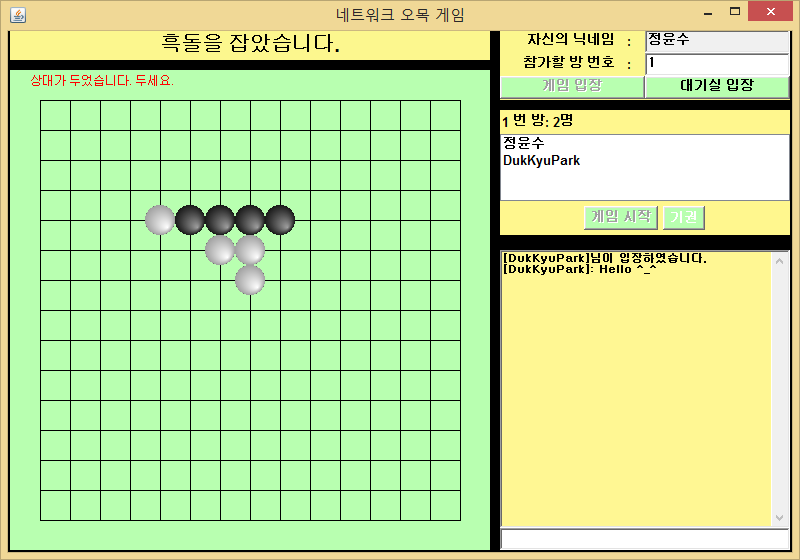 네트워크 오목 게임
흑돌을 잡았습니다.
상대가 두었습니다. 두세요.
자신의 닉네임 : 정윤수
참가할 방 번호 : 1
게임 입장 대기실 입장
1 번 방: 2명
정윤수
DukKyuPark
게임 시작 기권
[DukKyuPark]님이 입장하였습니다.
[DukKyuPark]: Hello ^_^